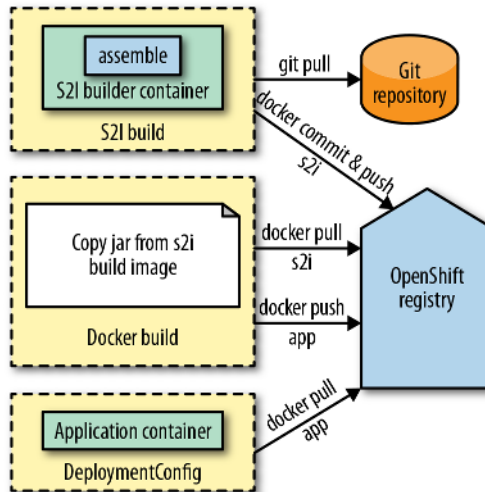 assemble
S2I builder container
S2I build
git pull
Git
repository
docker commit & push
s2i
Copy jar from s2i
build image
Docker build
docker pull
s2i
docker push
app
OpenShift
registry
Application container
DeploymentConfig
docker pull
app